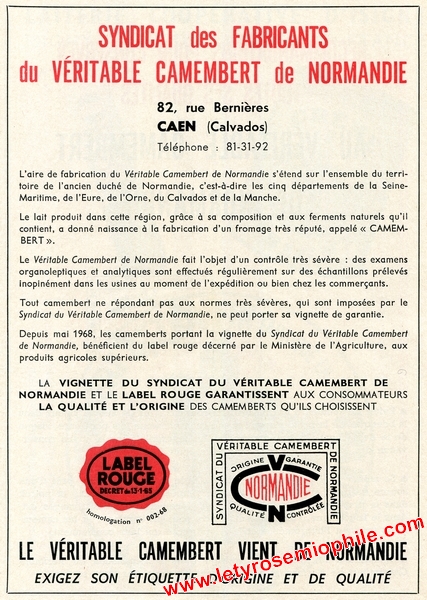 SYNDICAT des FABRICANTS
du VÉRITABLE CAMEMBERT de NORMANDIE
82, rue Bernières
CAEN (Calvados)
Téléphone : 81-31-92
L'aire de fabrication du Véritable Camembert de Normandie s'étend sur l'ensemble du terri-
toire de l'ancien duché de Normandie, c'est-à-dire les cinq départements de la Seine-
Maritime, de l'Eure, de l'Orne, du Calvados et de la Manche.
Le lait produit dans cette région, grâce à sa composition et aux ferments naturels qu'il
contient, a donné naissance à la fabrication d'un fromage très réputé, appelé « CAMEM-
BERT ».
Le Véritable Camembert de Normandie fait l'objet d'un contrôle très sévère : des examens
organoleptiques et analytiques sont effectués régulièrement sur des échantillons prélevés
inopinément dans les usines au moment de l'expédition ou bien chez les commerçants.
Tout camembert ne répondant pas aux normes très sévères, qui sont imposées par le
Syndicat du Véritable Camembert de Normandie, ne peut porter sa vignette de garantie.
Depuis mai 1968, les camemberts portant la vignette du Syndicat du Véritable Camembert
de Normandie, bénéficient du label rouge décerné par le Ministère de l'Agriculture, aux
produits agricoles supérieurs.
LA VIGNETTE DU SYNDICAT DU VÉRITABLE CAMEMBERT DE
NORMANDIE ET LE LABEL ROUGE GARANTISSENT AUX CONSOMMATEURS
LA QUALITÉ ET L'ORIGINE DES CAMEMBERTS QU'ILS CHOISISSENT
LABEL
ROUGE
DECRET du 13-1-65
homologation n° 002-68
SYNDICAT DU
VÉRITABLE CAMEMBERT
DE NORMANDIE
ORIGINE GARANTIE
V
C
NORMANDIE
N
QUALITÉ CONTRÔLÉE
LE VÉRITABLE CAMEMBERT VIENT DE NORMANDIE
EXIGEZ SON ÉTIQUETTE D'ORIGINE ET DE QUALITÉ
www.letyrosemiophile.com